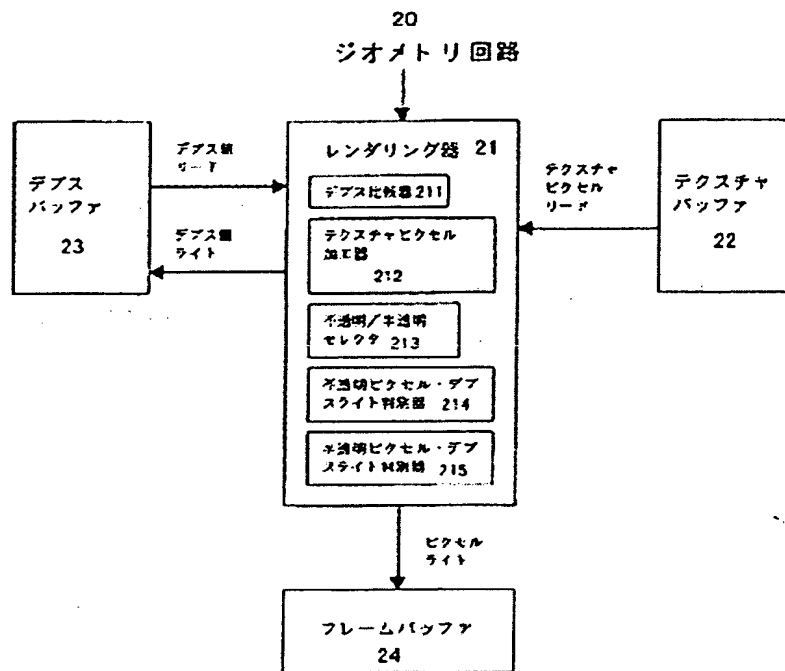 20
ジオメトリ回路
デプス
バッファ
23
デプス値
リード
デプス値
ライト
レンダリング器 21
デプス比較器 211
テクスチャピクセル
加工器
212
不透明/半透明
セレクタ 213
不透明ピクセル・デプ
スライト判別器 214
半透明ピクセル・デプ
スライト判別器 215
テクスチャ
ピクセル
リード
テクスチャ
バッファ
22
ピクセル
ライト
フレームバッファ
24